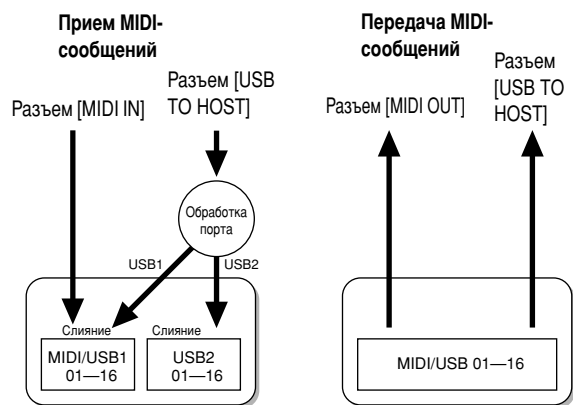 Прием MIDI-
сообщений
Разъем [MIDI IN]
Разъем [USB
TO HOST]
Обработка
порта
USB1
USB2
Слияние
Слияние
MIDI/USB1
01—16
USB2
01—16
Передача MIDI-
сообщений
Разъем [MIDI OUT]
Разъем
[USB TO
HOST]
MIDI/USB 01—16